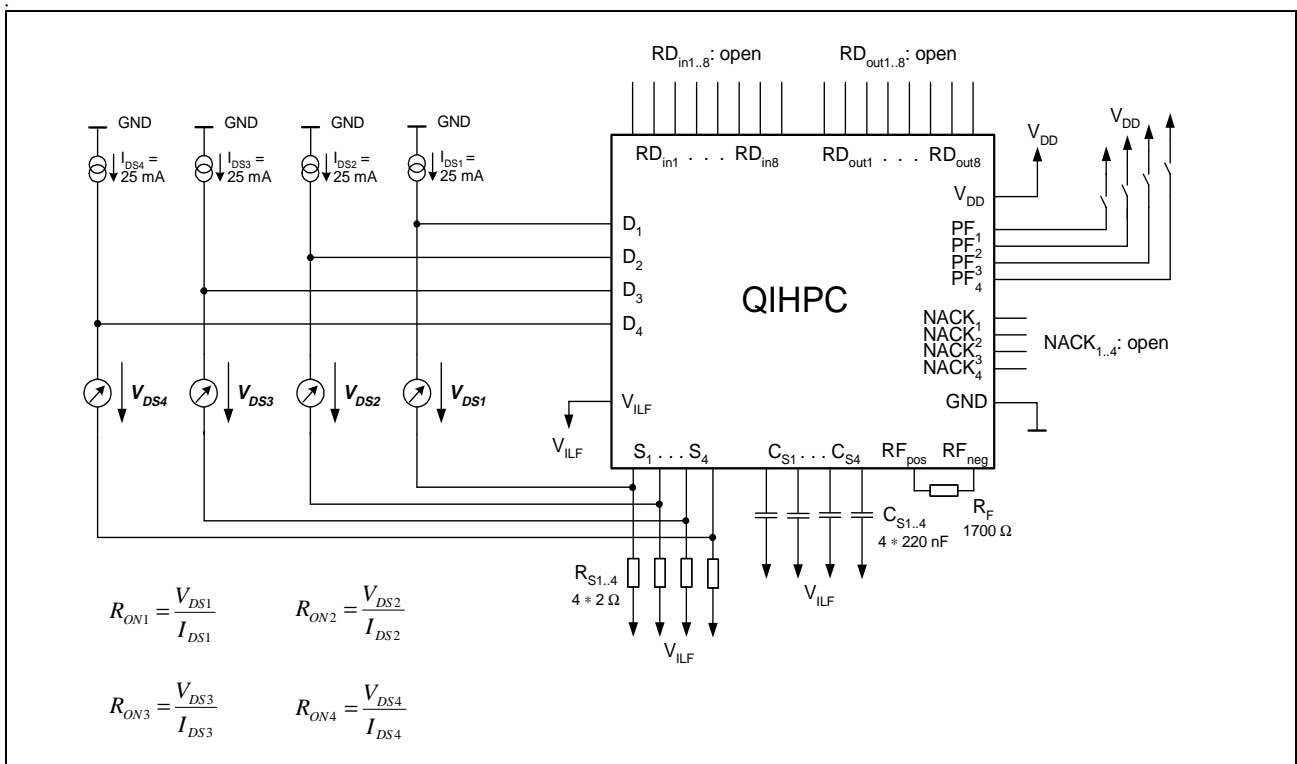 RDin1..8: open RDout1..8: open
GND GND GND GND
VDD VDD
IDS4 = 25 mA IDS3 = 25 mA IDS2 = 25 mA IDS1 = 25 mA
RDin1 . . . RDin8 RDout1 . . . RDout8
VDD
D1
PF1
D2
PF2
D3
PF3
D4
PF4
QIHPC
NACK1
NACK2
NACK3
NACK4
NACK1..4: open
VDS4 VDS3 VDS2 VDS1
VILF
GND
VILF
S1 . . . S4 CS1 . . . CS4 RFpos RFneg
CS1..4
4 * 220 nF
RF
1700 Ω
RS1..4
4 * 2 Ω
VILF
VILF
RON1 = VDS1 / IDS1 RON2 = VDS2 / IDS2
RON3 = VDS3 / IDS3 RON4 = VDS4 / IDS4